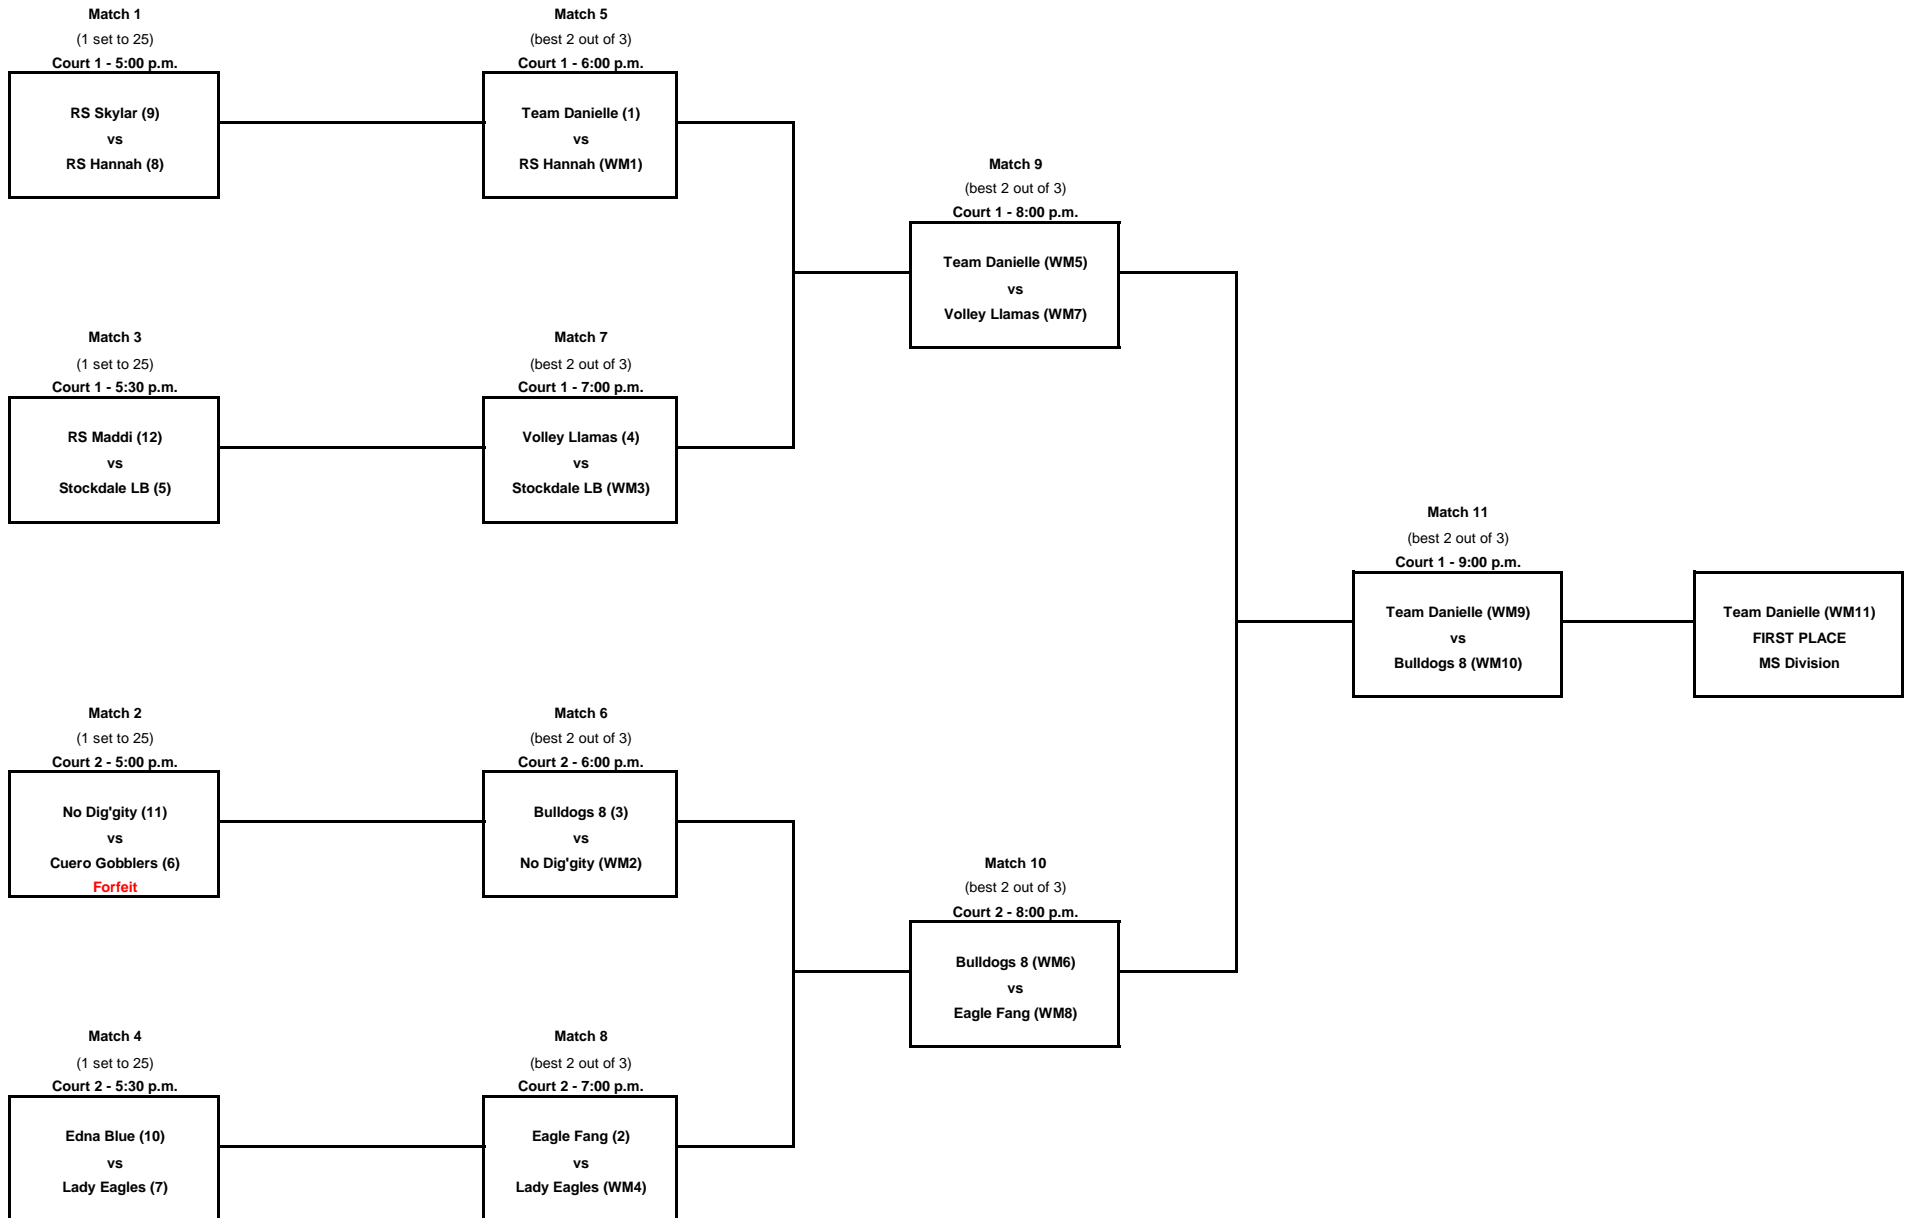 Match 1
(1 set to 25)
Court 1 - 5:00 p.m.
RS Skylar (9)
vs
RS Hannah (8)
Match 5
(best 2 out of 3)
Court 1 - 6:00 p.m.
Team Danielle (1)
vs
RS Hannah (WM1)
Match 9
(best 2 out of 3)
Court 1 - 8:00 p.m.
Team Danielle (WM5)
vs
Volley Llamas (WM7)
Match 3
(1 set to 25)
Court 1 - 5:30 p.m.
RS Maddi (12)
vs
Stockdale LB (5)
Match 7
(best 2 out of 3)
Court 1 - 7:00 p.m.
Volley Llamas (4)
vs
Stockdale LB (WM3)
Match 11
(best 2 out of 3)
Court 1 - 9:00 p.m.
Team Danielle (WM9)
vs
Bulldogs 8 (WM10)
Team Danielle (WM11)
FIRST PLACE
MS Division
Match 2
(1 set to 25)
Court 2 - 5:00 p.m.
No Dig'gity (11)
vs
Cuero Gobblers (6)
Forfeit
Match 6
(best 2 out of 3)
Court 2 - 6:00 p.m.
Bulldogs 8 (3)
vs
No Dig'gity (WM2)
Match 10
(best 2 out of 3)
Court 2 - 8:00 p.m.
Bulldogs 8 (WM6)
vs
Eagle Fang (WM8)
Match 4
(1 set to 25)
Court 2 - 5:30 p.m.
Edna Blue (10)
vs
Lady Eagles (7)
Match 8
(best 2 out of 3)
Court 2 - 7:00 p.m.
Eagle Fang (2)
vs
Lady Eagles (WM4)